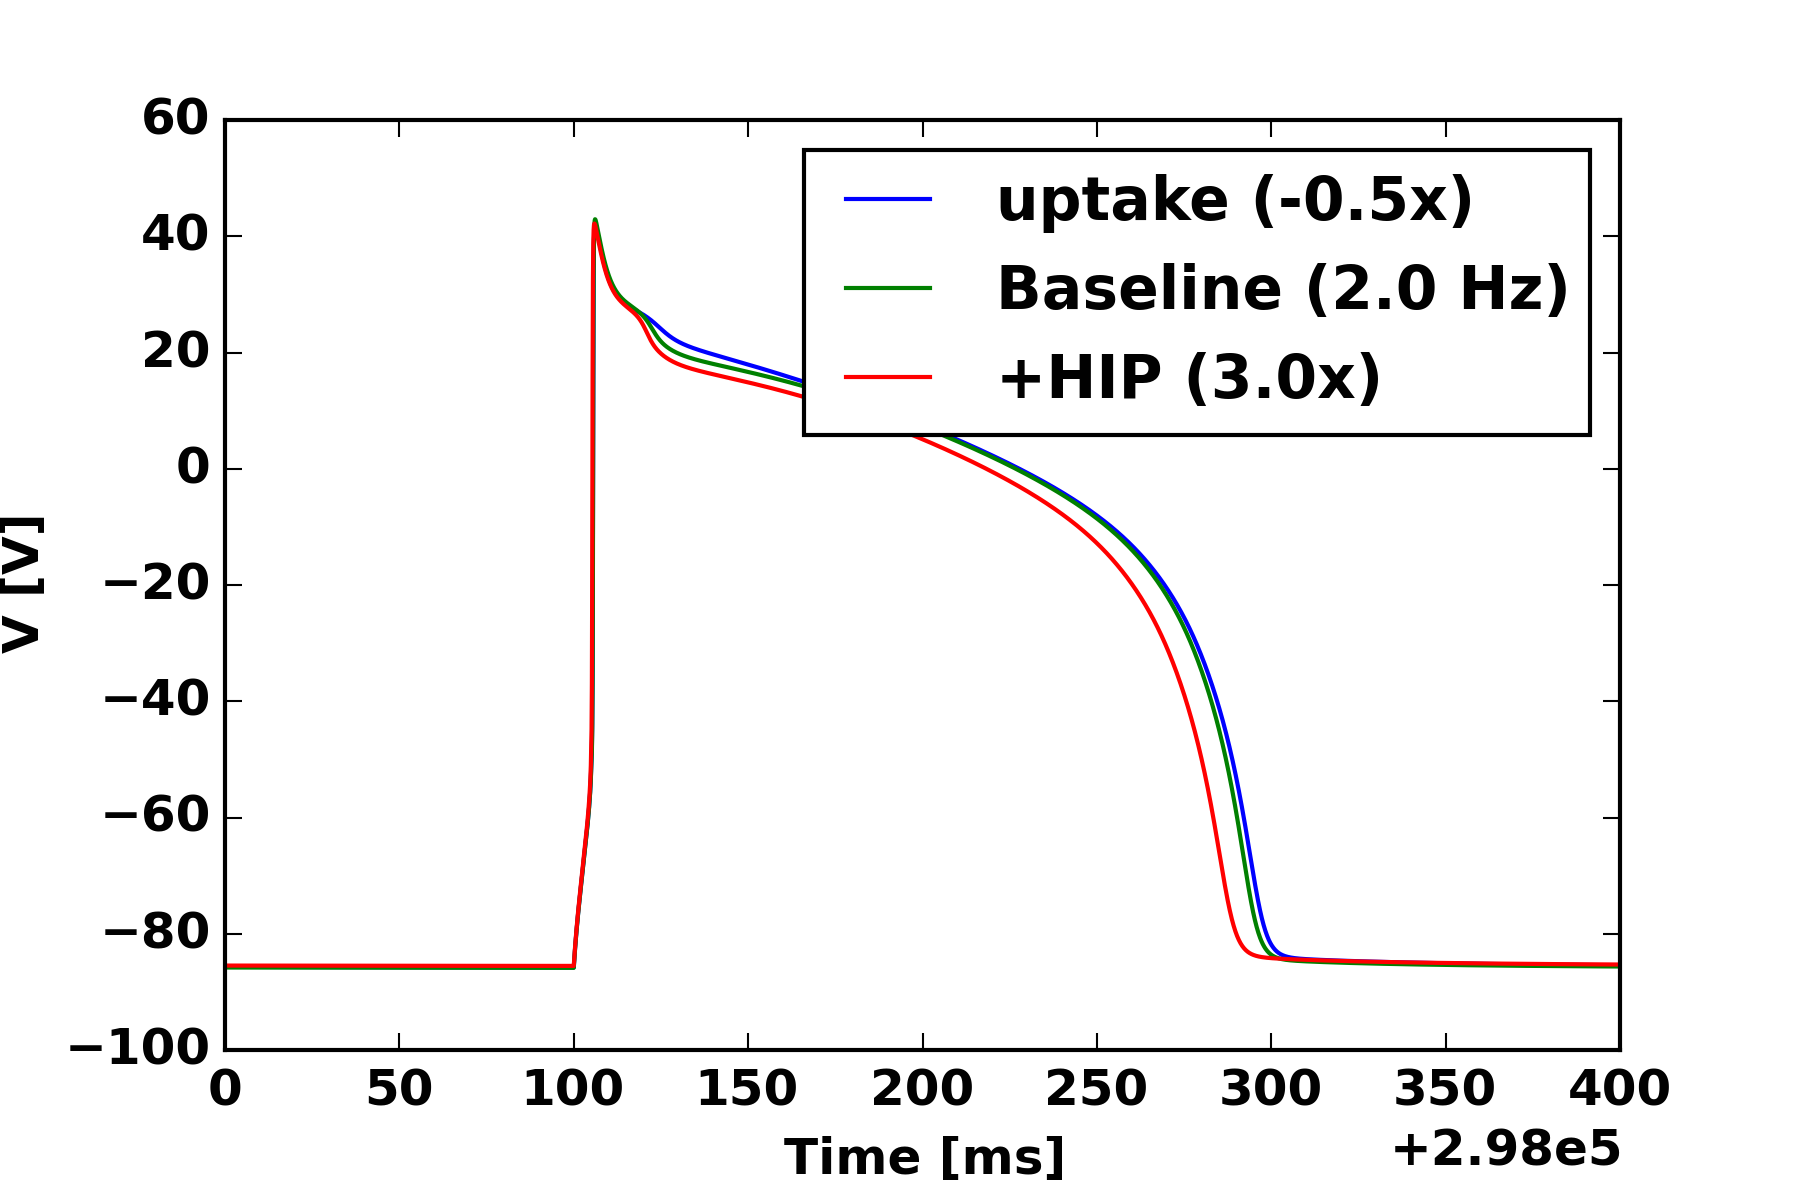 60
40
20
0
−20
−40
−60
−80
−100
V [V]
uptake (-0.5x)
Baseline (2.0 Hz)
+HIP (3.0x)
0 50 100 150 200 250 300 350 400
+2.98e5
Time [ms]